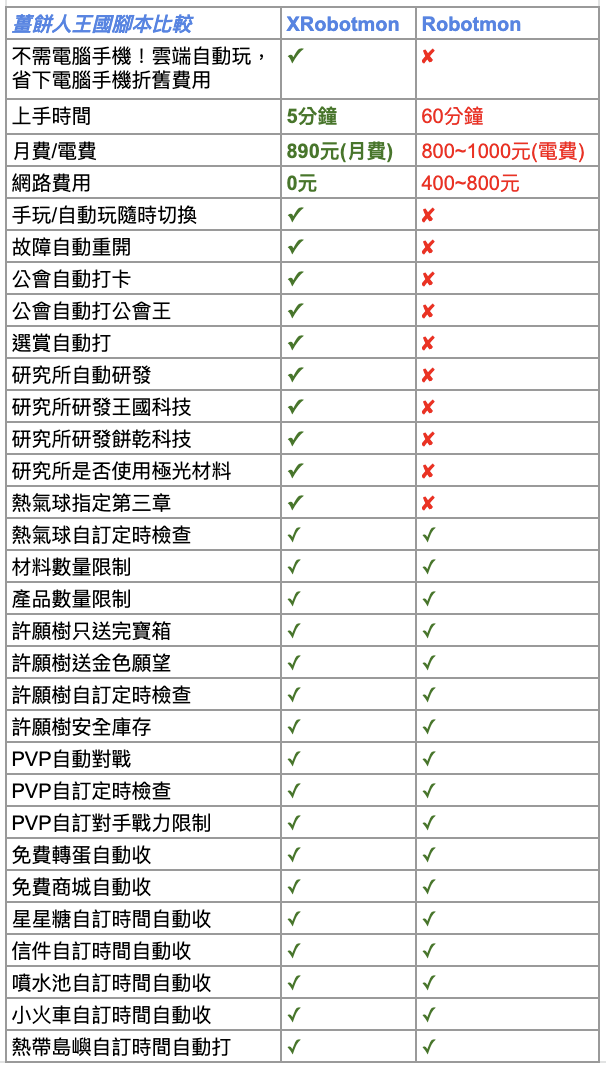 薑餅人王國腳本比較 XRobotmon Robotmon
不需電腦手機！雲端自動玩， ✓ ✘
省下電腦手機折舊費用
上手時間 5分鐘 60分鐘
月費/電費 890元(月費) 800~1000元(電費)
網路費用 0元 400~800元
手玩/自動玩隨時切換 ✓ ✘
故障自動重開 ✓ ✘
公會自動打卡 ✓ ✘
公會自動打公會王 ✓ ✘
選賞自動打 ✓ ✘
研究所自動研發 ✓ ✘
研究所研發王國科技 ✓ ✘
研究所研發餅乾科技 ✓ ✘
研究所是否使用極光材料 ✓ ✘
熱氣球指定第三章 ✓ ✘
熱氣球自訂定時檢查 ✓ ✓
材料數量限制 ✓ ✓
產品數量限制 ✓ ✓
許願樹只送完寶箱 ✓ ✓
許願樹送金色願望 ✓ ✓
許願樹自訂定時檢查 ✓ ✓
許願樹安全庫存 ✓ ✓
PVP自動對戰 ✓ ✓
PVP自訂定時檢查 ✓ ✓
PVP自訂對手戰力限制 ✓ ✓
免費轉蛋自動收 ✓ ✓
免費商城自動收 ✓ ✓
星星糖自訂時間自動收 ✓ ✓
信件自訂時間自動收 ✓ ✓
噴水池自訂時間自動收 ✓ ✓
小火車自訂時間自動收 ✓ ✓
熱帶島嶼自訂時間自動打 ✓ ✓